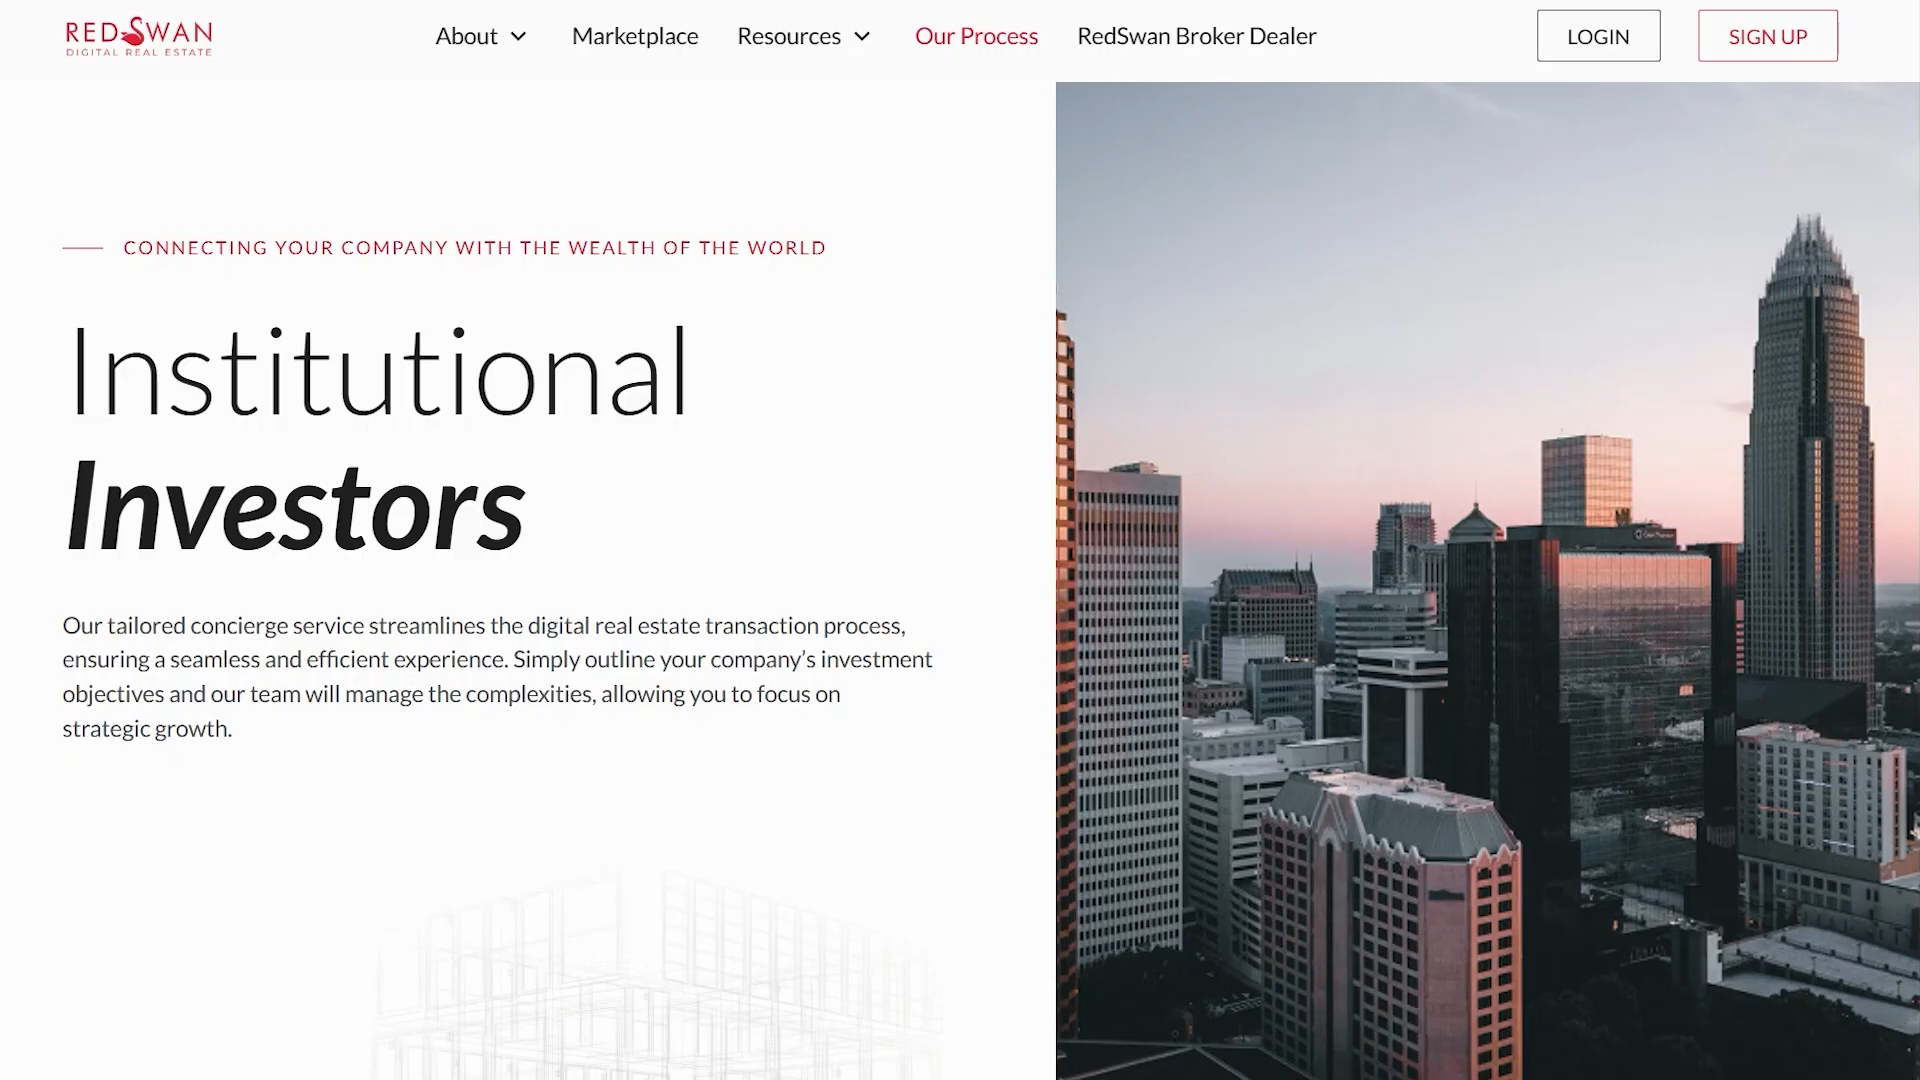 REDSWAN
DIGITAL REAL ESTATE
About
Marketplace
Resources
Our Process
RedSwan Broker Dealer
LOGIN
SIGN UP
CONNECTING YOUR COMPANY WITH THE WEALTH OF THE WORLD
Institutional
Investors
Our tailored concierge service streamlines the digital real estate transaction process,
ensuring a seamless and efficient experience. Simply outline your company’s investment
objectives and our team will manage the complexities, allowing you to focus on
strategic growth.